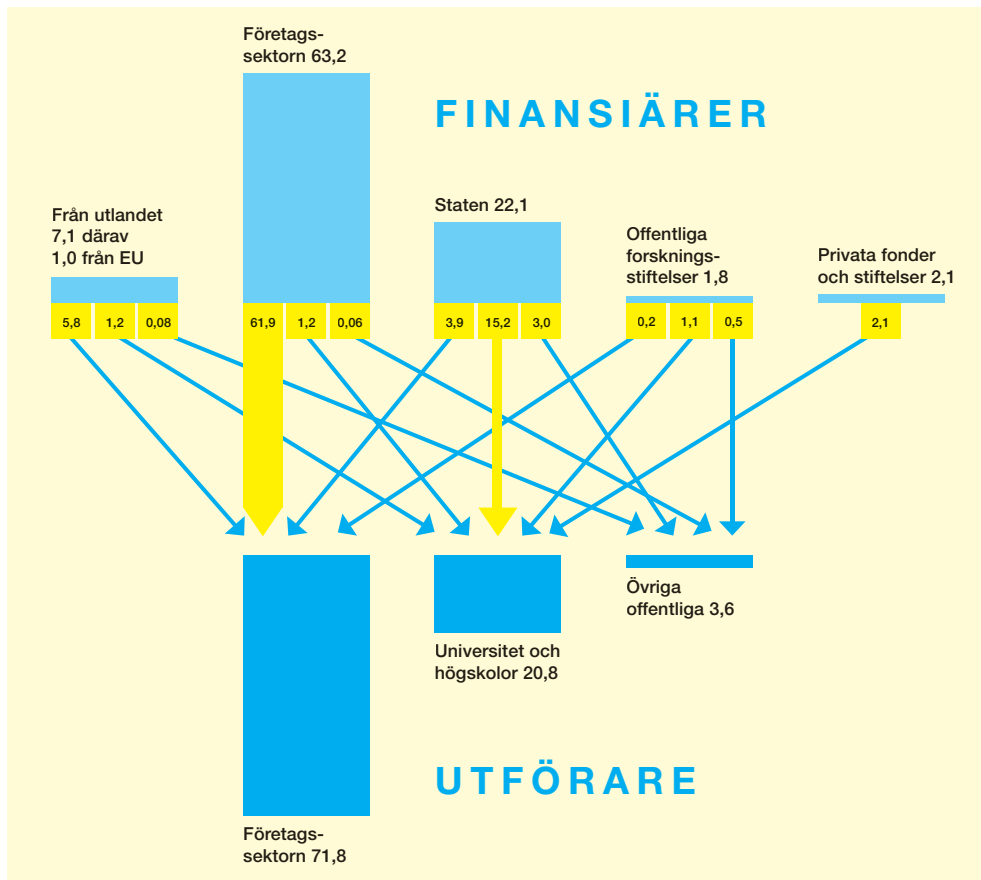 Företags-
sektorn 63,2
FINANSIÄRER
Från utlandet
7,1 därav
1,0 från EU
Staten 22,1
Offentliga
forsknings-
stiftelser 1,8
Privata fonder
och stiftelser 2,1
5,8 1,2 0,08 61,9 1,2 0,06 3,9 15,2 3,0 0,2 1,1 0,5 2,1
Övriga
offentliga 3,6
Universitet och
högskolor 20,8
UTFÖRARE
Företags-
sektorn 71,8